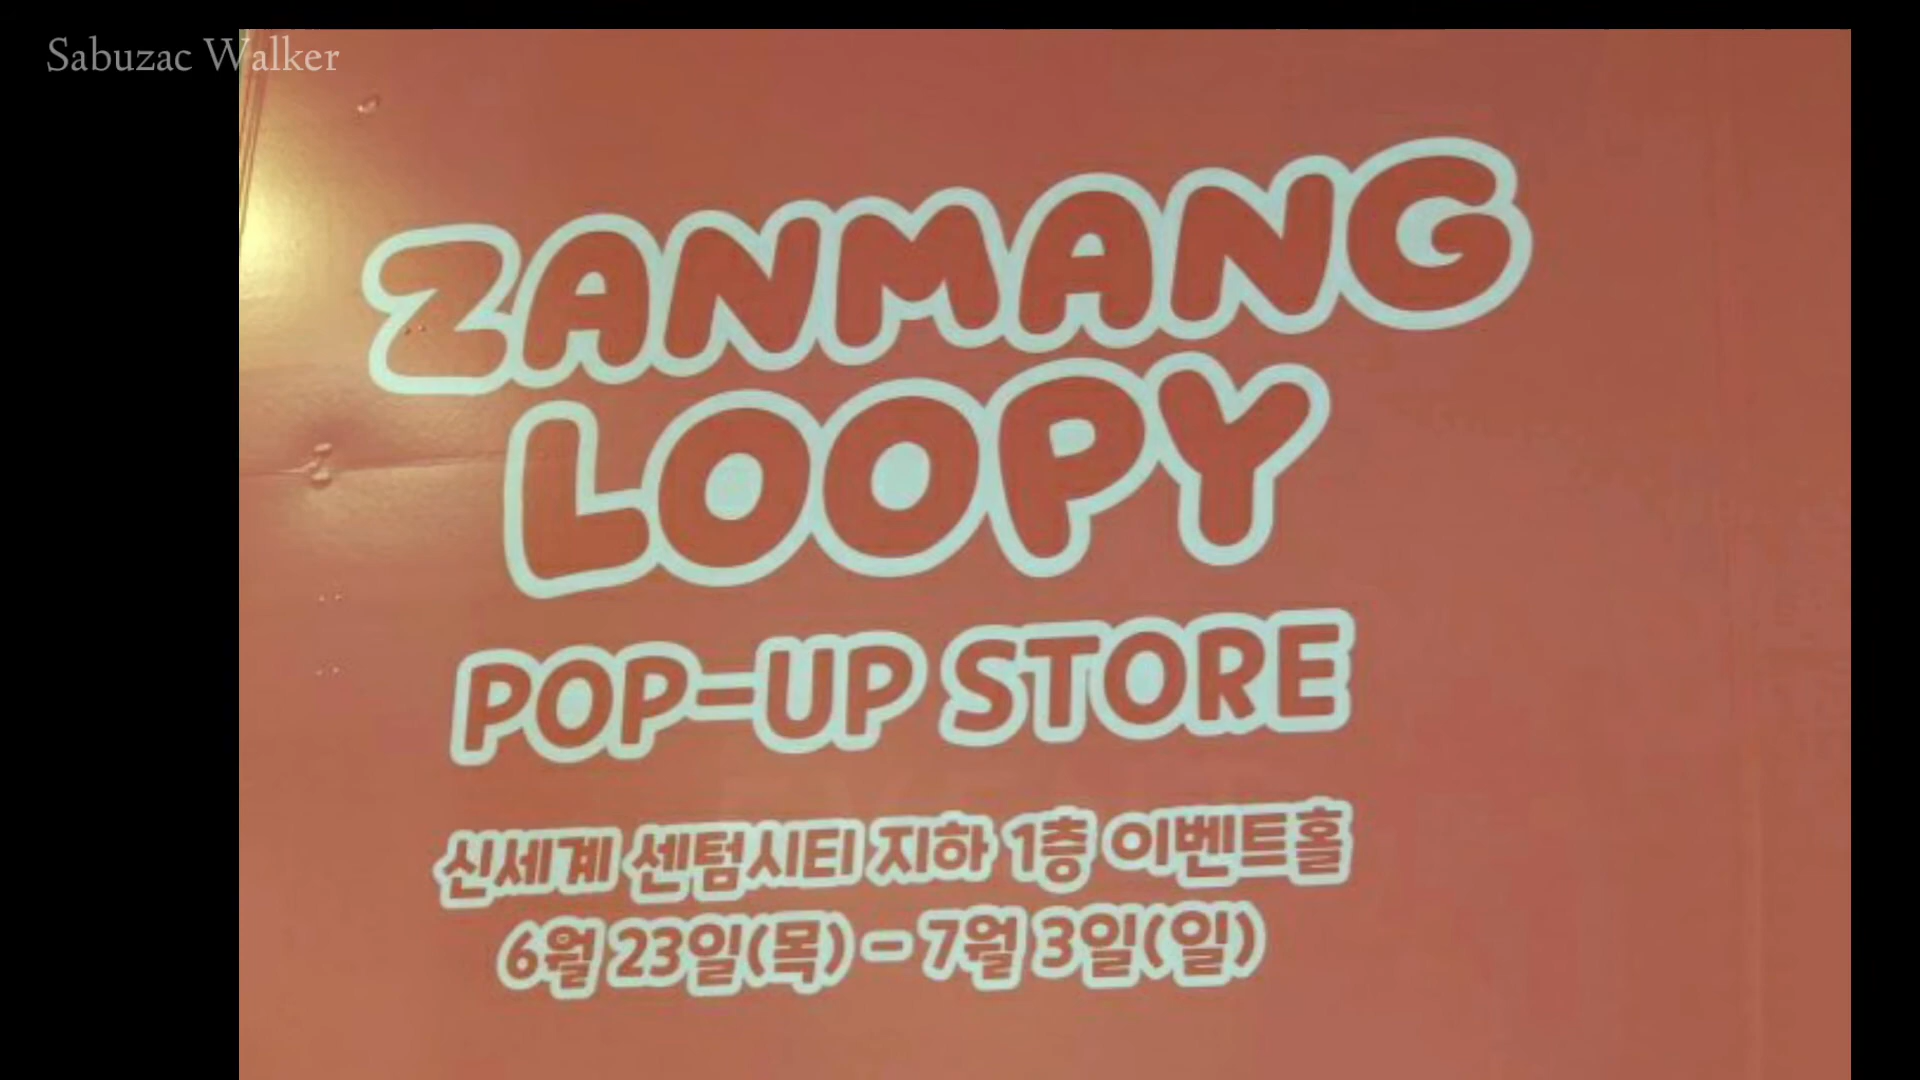 Sabuzac Walker
ZANMANG
LOOPY
POP-UP STORE
신세계 센텀시티 지하 1층 이벤트홀
6월 23일(목) - 7월 3일(일)